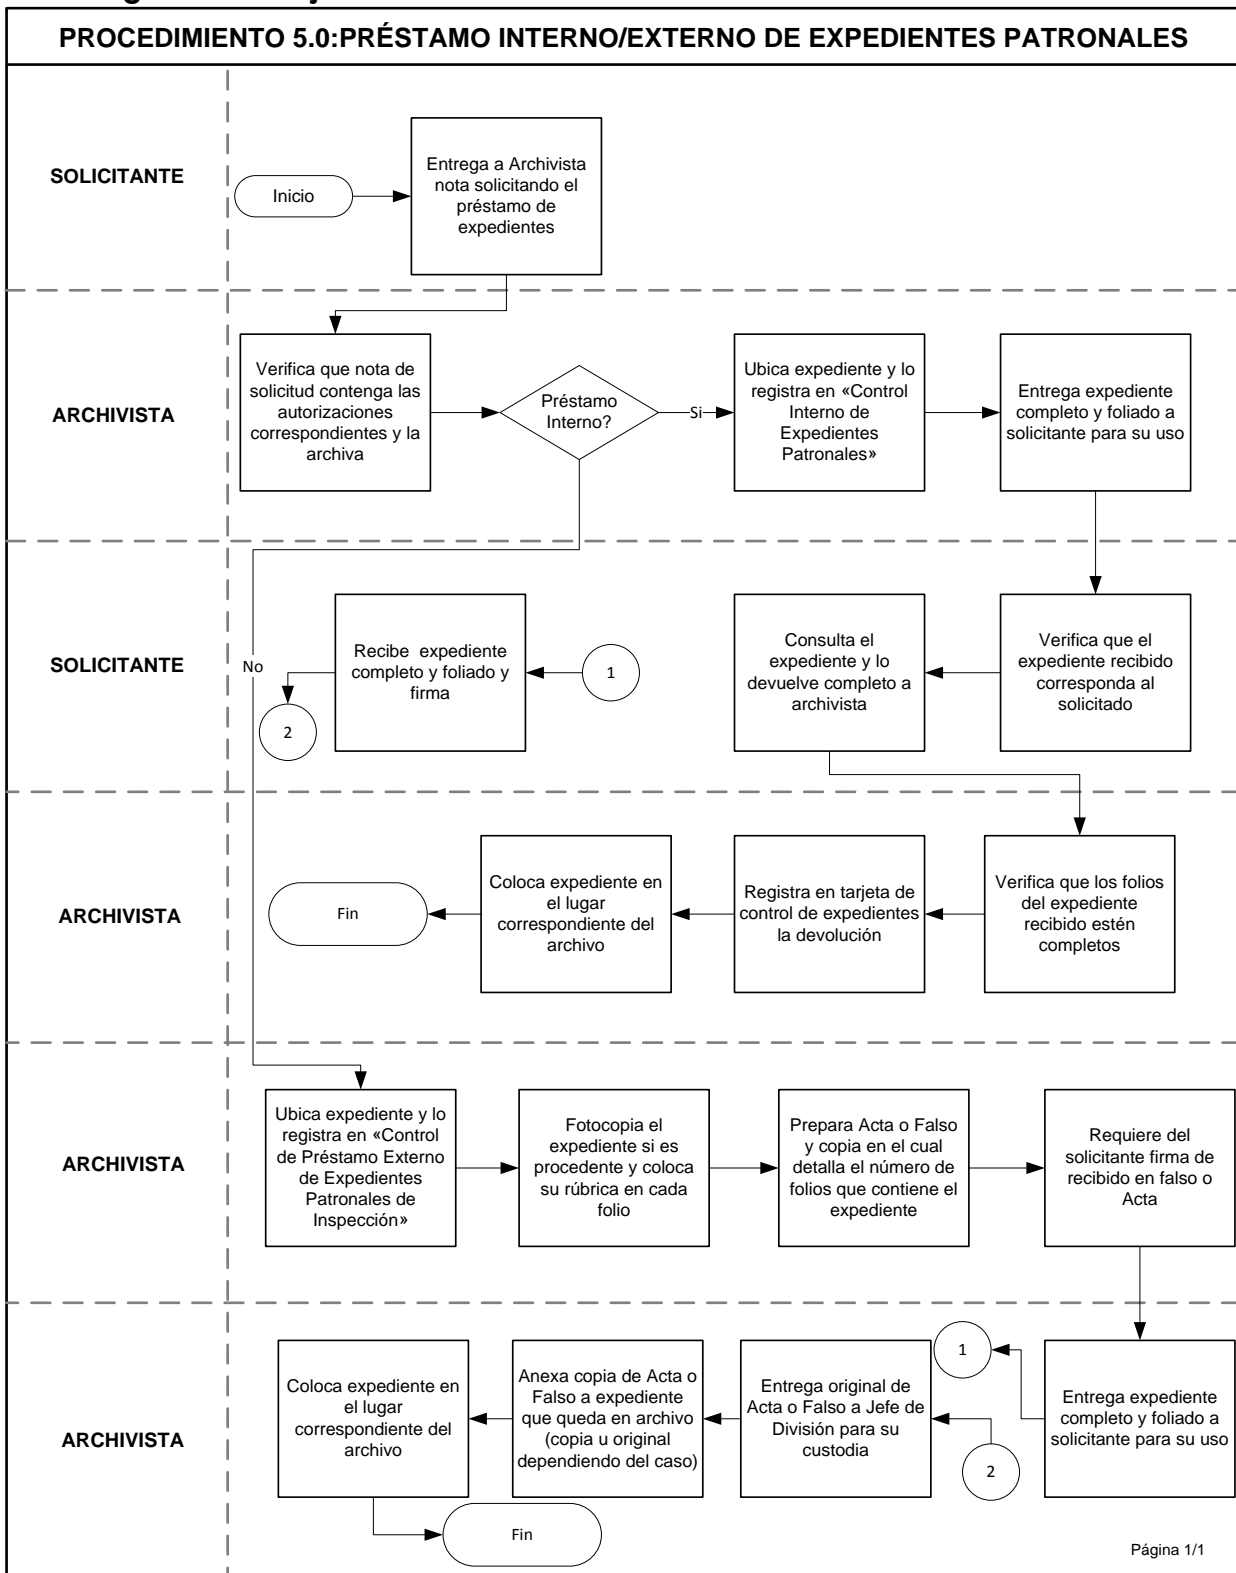 PROCEDIMIENTO 5.0:PRÉSTAMO INTERNO/EXTERNO DE EXPEDIENTES PATRONALES
SOLICITANTE
Inicio
Entrega a Archivista
nota solicitando el
préstamo de
expedientes
ARCHIVISTA
Verifica que nota de
solicitud contenga las
autorizaciones
correspondientes y la
archiva
Préstamo
Interno?
Si
Ubica expediente y lo
registra en «Control
Interno de
Expedientes
Patronales»
Entrega expediente
completo y foliado a
solicitante para su uso
SOLICITANTE
No
Recibe expediente
completo y foliado y
firma
1
2
Consulta el
expediente y lo
devuelve completo a
archivista
Verifica que el
expediente recibido
corresponda al
solicitado
ARCHIVISTA
Fin
Coloca expediente en
el lugar
correspondiente del
archivo
Registra en tarjeta de
control de expedientes
la devolución
Verifica que los folios
del expediente
recibido estén
completos
ARCHIVISTA
Ubica expediente y lo
registra en «Control
de Préstamo Externo
de Expedientes
Patronales de
Inspección»
Fotocopia el
expediente si es
procedente y coloca
su rúbrica en cada
folio
Prepara Acta o Falso
y copia en el cual
detalla el número de
folios que contiene el
expediente
Requiere del
solicitante firma de
recibido en falso o
Acta
ARCHIVISTA
Coloca expediente en
el lugar
correspondiente del
archivo
Anexa copia de Acta o
Falso a expediente
que queda en archivo
(copia u original
dependiendo del caso)
Entrega original de
Acta o Falso a Jefe de
División para su
custodia
1
2
Entrega expediente
completo y foliado a
solicitante para su uso
Fin
Página 1/1